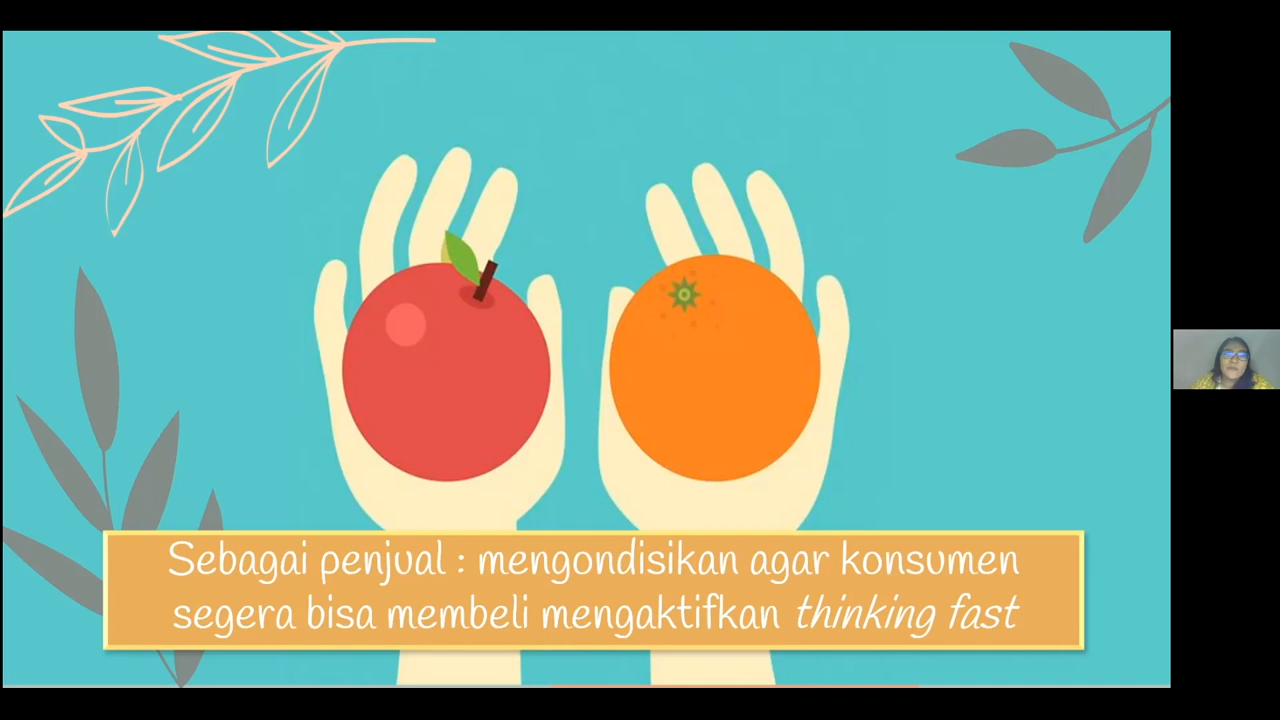 Sebagai penjual : mengondisikan agar konsumen
segera bisa membeli mengaktifkan thinking fast